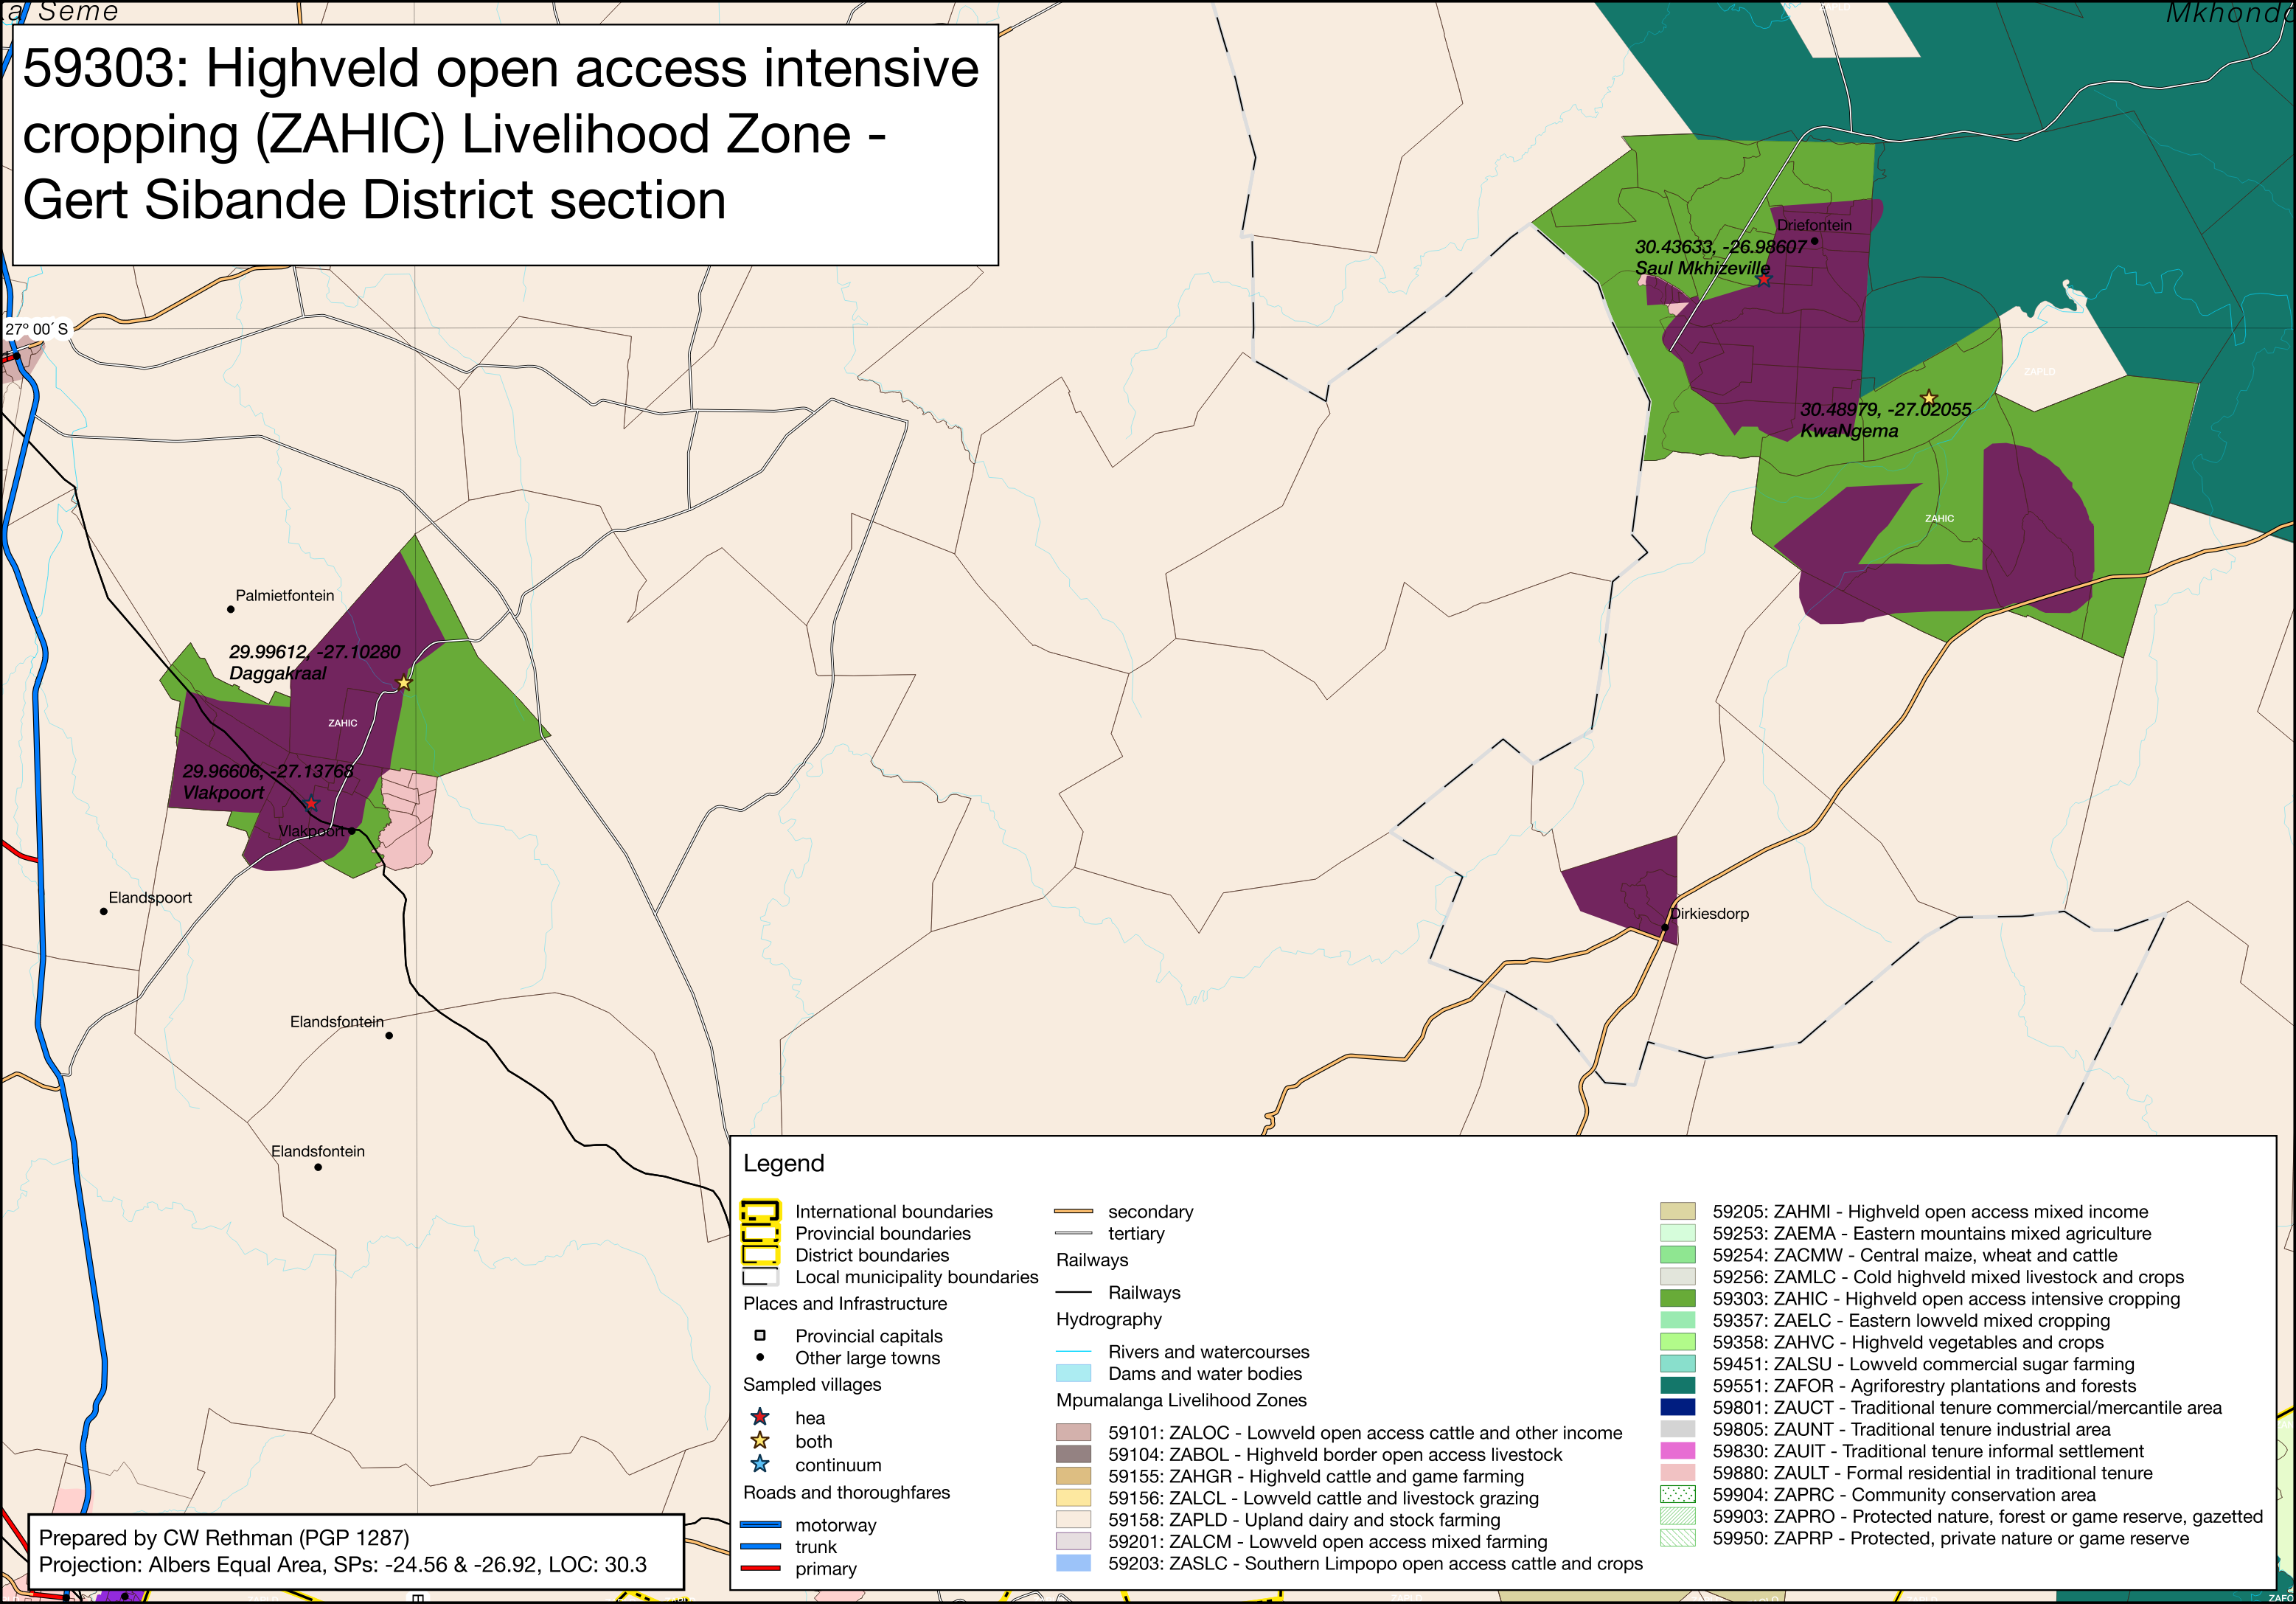 a Seme
Mkhondo
59303: Highveld open access intensive
cropping (ZAHIC) Livelihood Zone -
Gert Sibande District section
ZAPLD
Driefontein
30.43633, -26.98607
Saul Mkhizeville
27° 00´ S
ZAPLD
30.48979, -27.02055
KwaNgema
ZAHIC
Palmietfontein
29.99612, -27.10280
Daggakraal
ZAHIC
29.96606, -27.13768
Vlakpoort
Vlakpoort
Elandspoort
Dirkiesdorp
Elandsfontein
Elandsfontein
Legend
International boundaries
Provincial boundaries
District boundaries
Local municipality boundaries
Places and Infrastructure
Provincial capitals
Other large towns
Sampled villages
hea
both
continuum
Roads and thoroughfares
motorway
trunk
primary
secondary
tertiary
Railways
Railways
Hydrography
Rivers and watercourses
Dams and water bodies
Mpumalanga Livelihood Zones
59101: ZALOC - Lowveld open access cattle and other income
59104: ZABOL - Highveld border open access livestock
59155: ZAHGR - Highveld cattle and game farming
59156: ZALCL - Lowveld cattle and livestock grazing
59158: ZAPLD - Upland dairy and stock farming
59201: ZALCM - Lowveld open access mixed farming
59203: ZASLC - Southern Limpopo open access cattle and crops
59205: ZAHMI - Highveld open access mixed income
59253: ZAEMA - Eastern mountains mixed agriculture
59254: ZACMW - Central maize, wheat and cattle
59256: ZAMLC - Cold highveld mixed livestock and crops
59303: ZAHIC - Highveld open access intensive cropping
59357: ZAELC - Eastern lowveld mixed cropping
59358: ZAHVC - Highveld vegetables and crops
59451: ZALSU - Lowveld commercial sugar farming
59551: ZAFOR - Agriforestry plantations and forests
59801: ZAUCT - Traditional tenure commercial/mercantile area
59805: ZAUNT - Traditional tenure industrial area
59830: ZAUIT - Traditional tenure informal settlement
59880: ZAULT - Formal residential in traditional tenure
59904: ZAPRC - Community conservation area
59903: ZAPRO - Protected nature, forest or game reserve, gazetted
59950: ZAPRP - Protected, private nature or game reserve
Prepared by CW Rethman (PGP 1287)
Projection: Albers Equal Area, SPs: -24.56 & -26.92, LOC: 30.3